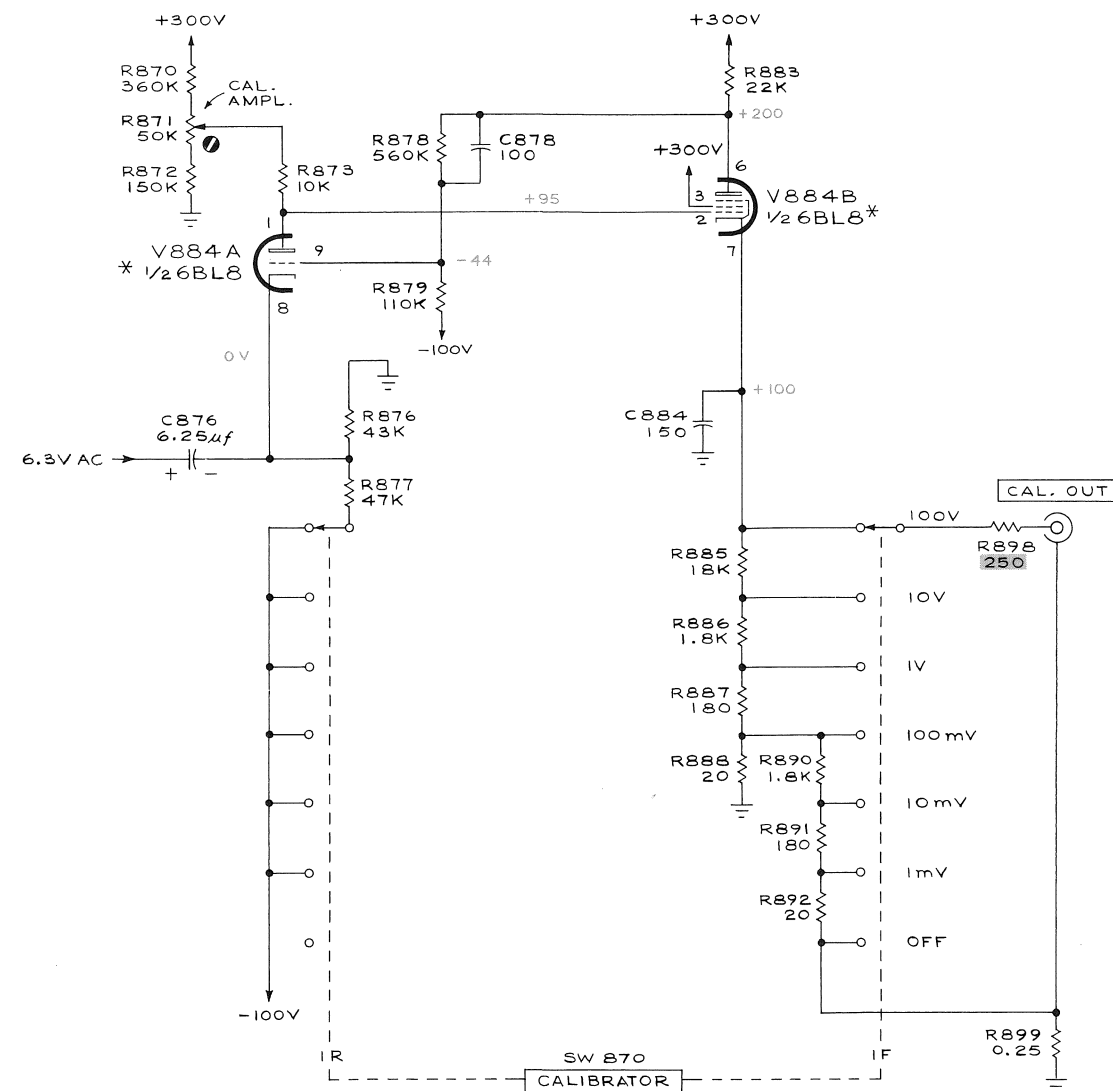 +300V
R870
360K
CAL.
AMPL.
R871
50K
R872
150K
R873
10K
R878
560K
C878
100
+300V
R883
22K
+200
+300V
6
3
2
7
V884B
1/2 6BL8*
+95
1
9
8
V884A
* 1/2 6BL8
-44
R879
110K
-100V
0V
+100
C884
150
C876
6.25µf
6.3V AC
+
-
R876
43K
R877
47K
CAL. OUT
100V
R898
250
R885
18K
10V
R886
1.8K
1V
R887
180
100mV
R888
20
R890
1.8K
10mV
R891
180
1mV
R892
20
OFF
-100V
R899
0.25
1R
SW 870
1F
CALIBRATOR